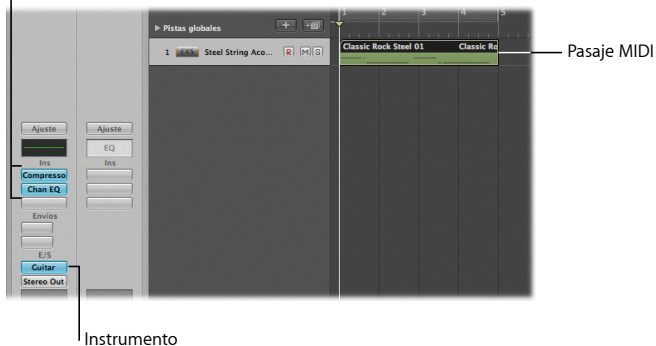 1 2 3 4 5
▶ Pistas globales +
1 EXS Steel String Aco... R M S
Classic Rock Steel 01 Classic Ro
Pasaje MIDI
Ajuste Ajuste
EQ
Ins Ins
Compresso
Chan EQ
Envíos
E/S
Guitar
Stereo Out
Instrumento